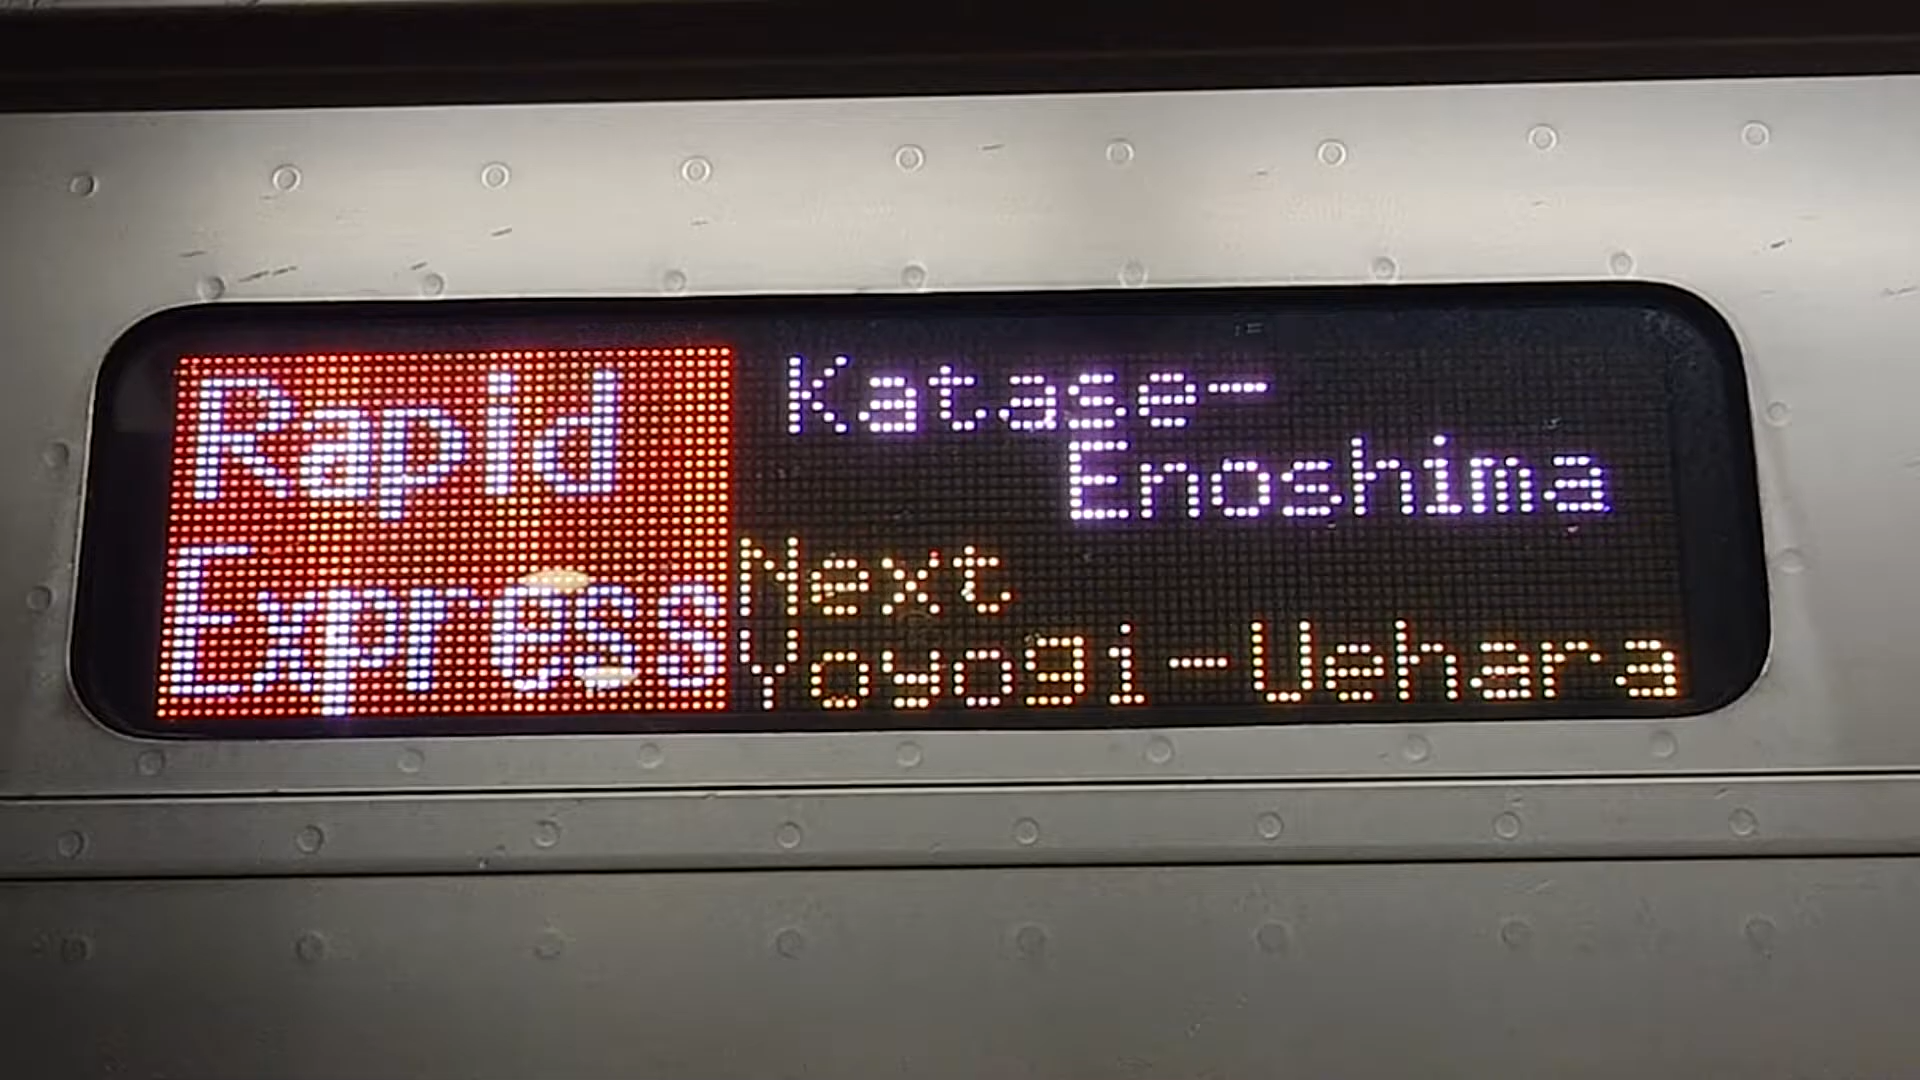 Rapid
Express
Katase-
Enoshima
Next
Yoyogi-Uehara